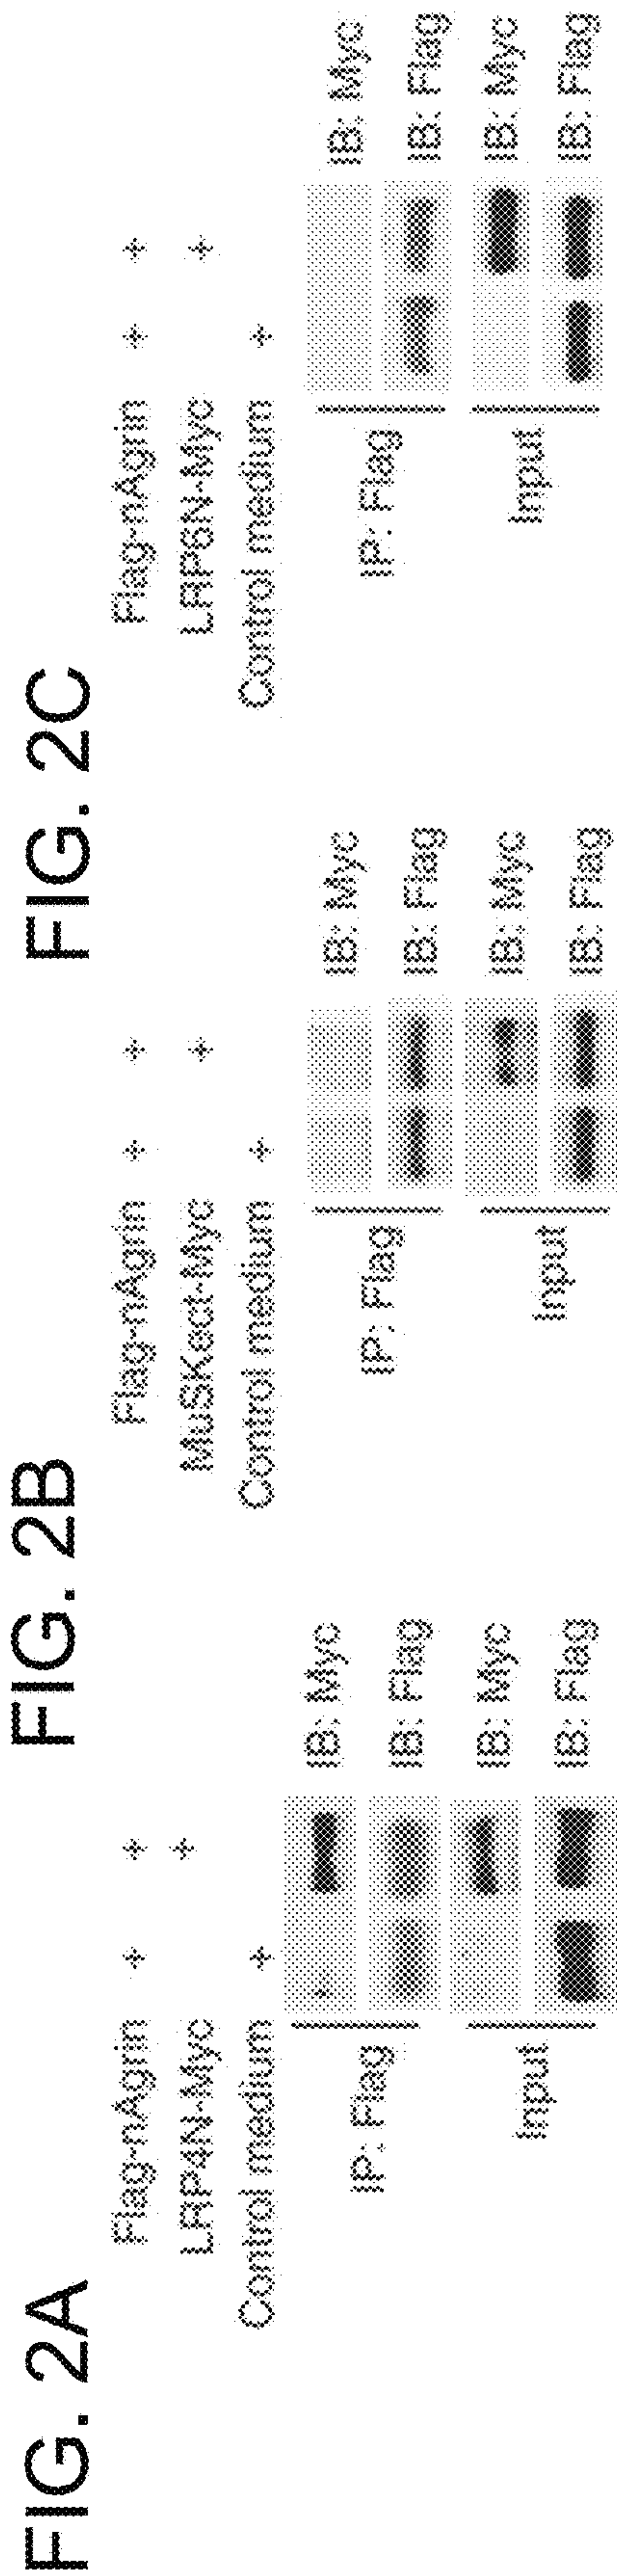 FIG. 2A
Flag-nAgrin + +
LRP4N-Myc +
Control medium +
IP: Flag
IB: Myc
IB: Flag
Input
IB: Myc
IB: Flag
FIG. 2B
Flag-nAgrin + +
MuSKect-Myc +
Control medium +
IP: Flag
IB: Myc
IB: Flag
Input
IB: Myc
IB: Flag
FIG. 2C
Flag-nAgrin + +
LRP6N-Myc +
Control medium +
IP: Flag
IB: Myc
IB: Flag
Input
IB: Myc
IB: Flag